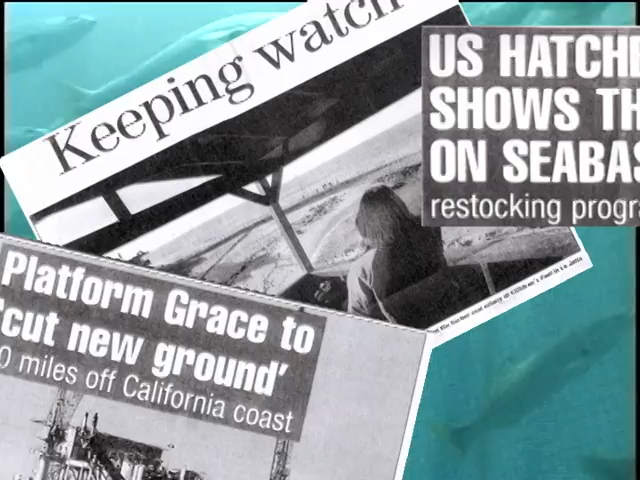 Keeping watch
US HATCHE
SHOWS TH
ON SEABAS
restocking progra
Platform Grace to
'cut new ground'
0 miles off California coast